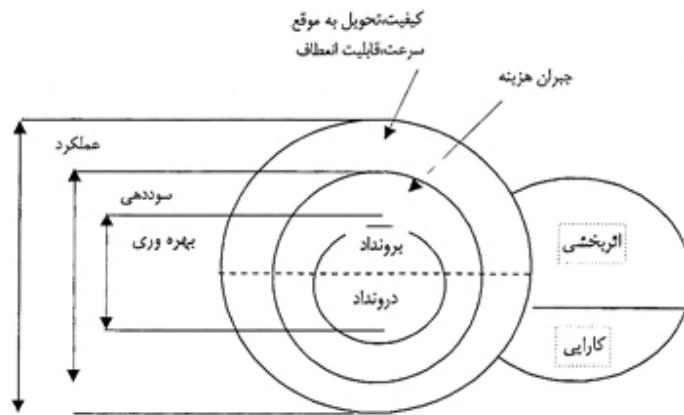 کیفیت،تحویل به موقع
سرعت،قابلیت انعطاف
جبران هزینه
عملکرد
سوددهی
بهره وری
برونداد
درونداد
اثربخشی
کارایی